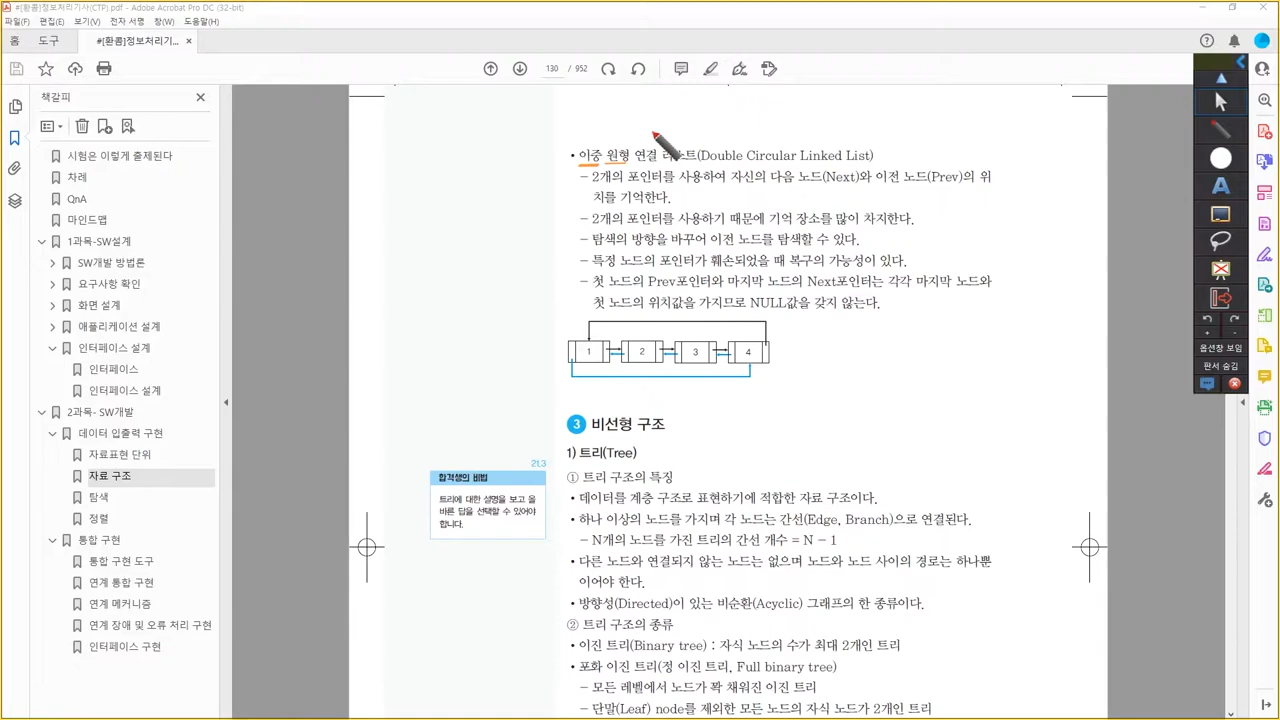 #[환콤]정보처리기사(CTP).pdf - Adobe Acrobat Pro DC (32-bit)
파일(F) 편집(E) 보기(V) 전자 서명 창(W) 도움말(H)
홈 도구 #[환콤]정보처리기... ×
130 / 952
책갈피
시험은 이렇게 출제된다
차례
QnA
마인드맵
1과목-SW설계
SW개발 방법론
요구사항 확인
화면 설계
애플리케이션 설계
인터페이스 설계
인터페이스
인터페이스 설계
2과목- SW개발
데이터 입출력 구현
자료표현 단위
자료 구조
탐색
정렬
통합 구현
통합 구현 도구
연계 통합 구현
연계 메커니즘
연계 장애 및 오류 처리 구현
인터페이스 구현
• 이중 원형 연결 리스트(Double Circular Linked List)
- 2개의 포인터를 사용하여 자신의 다음 노드(Next)와 이전 노드(Prev)의 위
치를 기억한다.
- 2개의 포인터를 사용하기 때문에 기억 장소를 많이 차지한다.
- 탐색의 방향을 바꾸어 이전 노드를 탐색할 수 있다.
- 특정 노드의 포인터가 훼손되었을 때 복구의 가능성이 있다.
- 첫 노드의 Prev포인터와 마지막 노드의 Next포인터는 각각 마지막 노드와
첫 노드의 위치값을 가지므로 NULL값을 갖지 않는다.
1 2 3 4
3 비선형 구조
1) 트리(Tree)
① 트리 구조의 특징
• 데이터를 계층 구조로 표현하기에 적합한 자료 구조이다.
• 하나 이상의 노드를 가지며 각 노드는 간선(Edge, Branch)으로 연결된다.
- N개의 노드를 가진 트리의 간선 개수 = N - 1
• 다른 노드와 연결되지 않는 노드는 없으며 노드와 노드 사이의 경로는 하나뿐
이어야 한다.
• 방향성(Directed)이 있는 비순환(Acyclic) 그래프의 한 종류이다.
② 트리 구조의 종류
• 이진 트리(Binary tree) : 자식 노드의 수가 최대 2개인 트리
• 포화 이진 트리(정 이진 트리, Full binary tree)
- 모든 레벨에서 노드가 꽉 채워진 이진 트리
- 단말(Leaf) node를 제외한 모든 노드의 자식 노드가 2개인 트리
21.3
합격생의 비법
트리에 대한 설명을 보고 올
바른 답을 선택할 수 있어야
합니다.
A
옵션창 보임
판서 숨김